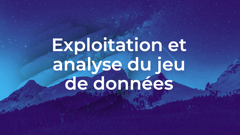 Exploitation et
analyse du jeu
de données